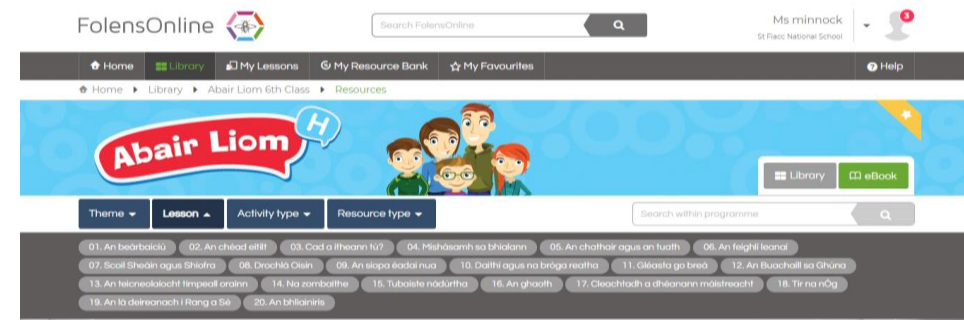 FolensOnline
Search FolensOnline
Ms minnock
3
St Fiacc National School
Home Library My Lessons My Resource Bank My Favourites Help
Home Library Abair Liom 6th Class Resources
Abair Liom H
Library eBook
Theme Lesson Activity type Resource type Search within programme
01. An bearbaiciú 02. An chéad eitilt 03. Cad a itheann tú? 04. Mishásamh sa bhialann 05. An chathair agus an tuath 06. An feighlí leanaí
07. Scoil Sheáin agus Shíofra 08. Drochlá Oisín 09. An siopa éadaí nua 10. Daithí agus na bróga reatha 11. Gléasta go breá 12. An Buachaill sa Ghúna
13. An teicneolaíocht timpeall orainn 14. Na zombaithe 15. Tubaiste nádúrtha 16. An ghaoth 17. Cleachtadh a dhéanann máistreacht 18. Tír na nÓg
19. An lá deireanach i Rang a Sé 20. An bhliainiris